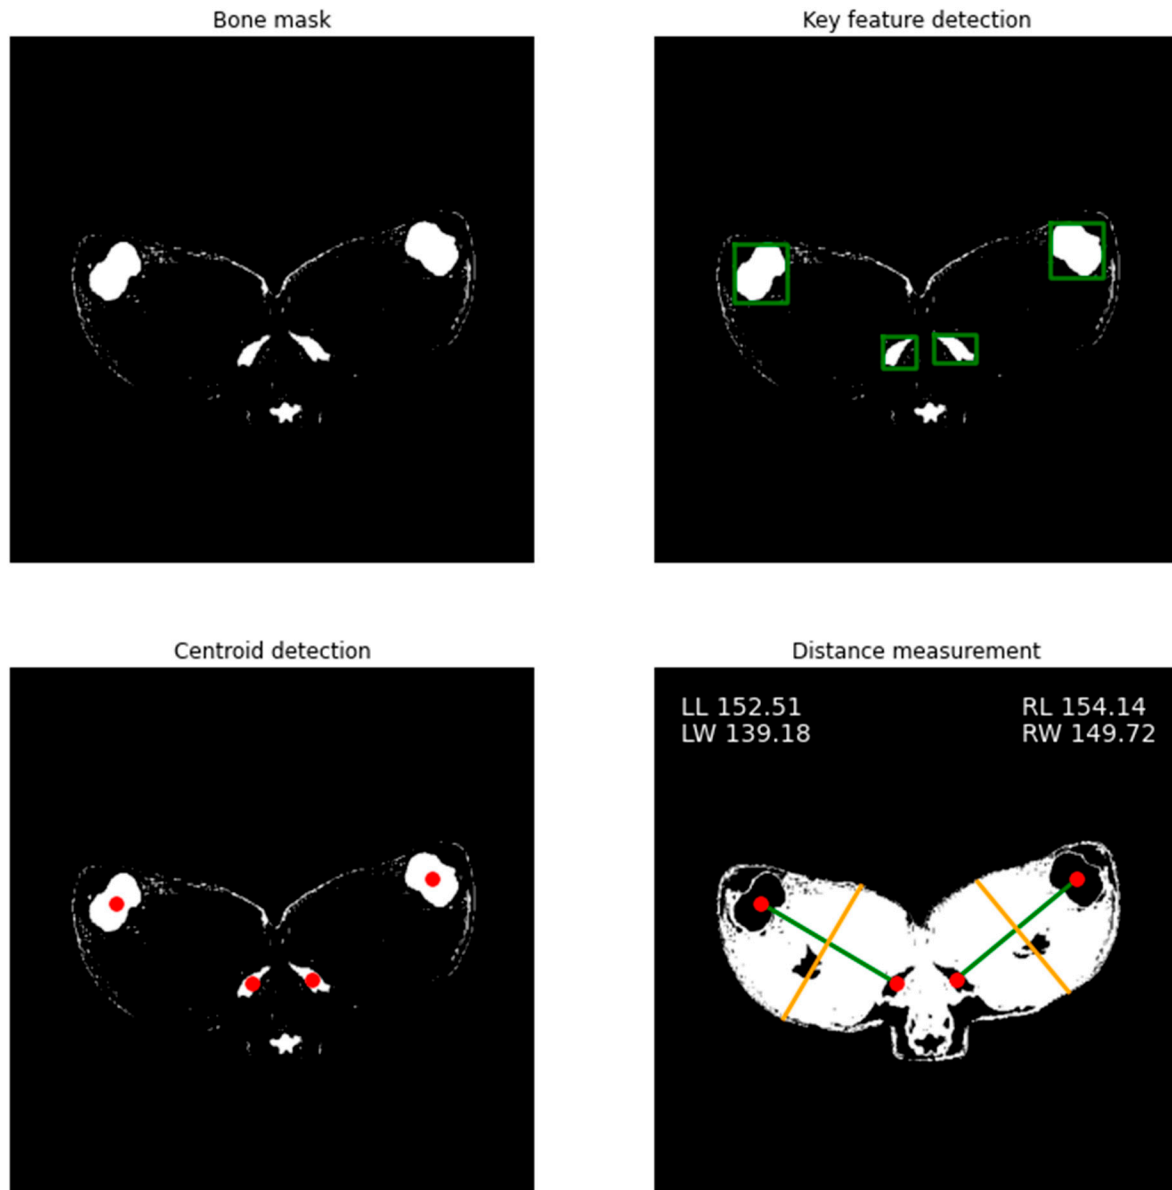 Bone mask
Key feature detection
Centroid detection
Distance measurement
LL 152.51
LW 139.18
RL 154.14
RW 149.72